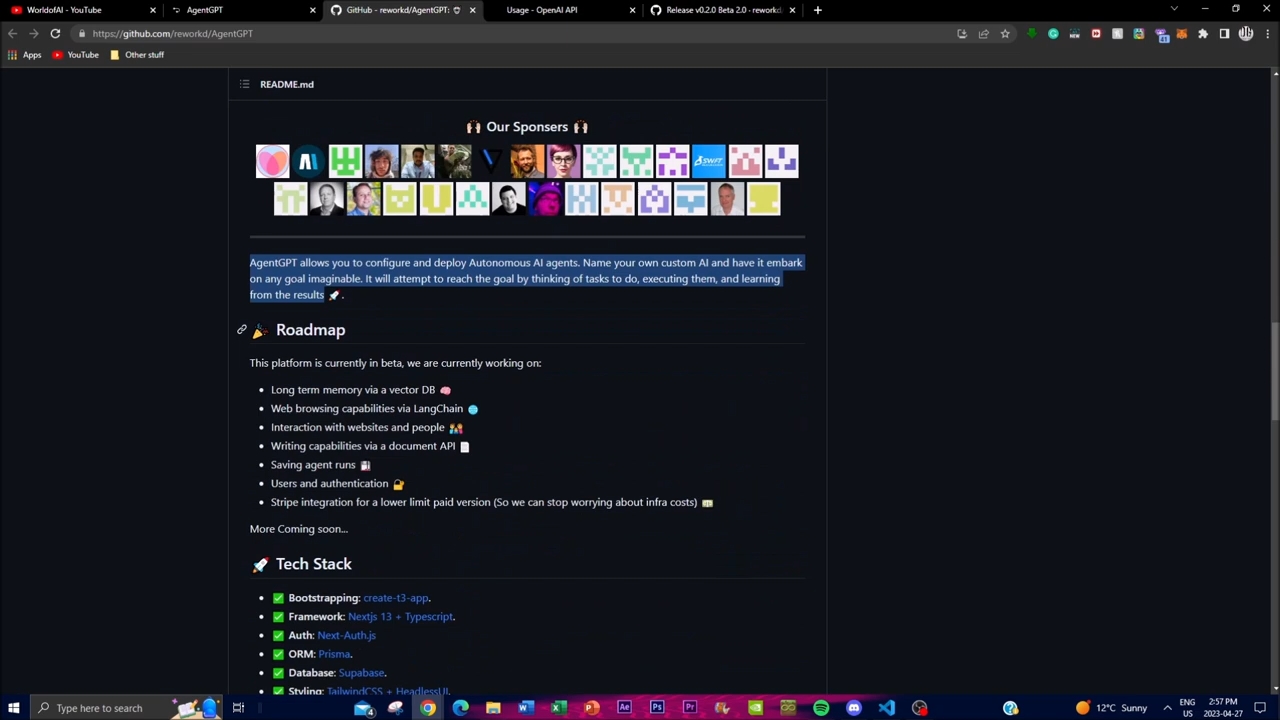 WorldofAI - YouTube
AgentGPT
GitHub - reworkd/AgentGPT:
Usage - OpenAI API
Release v0.2.0 Beta 2.0 · reworkd
https://github.com/reworkd/AgentGPT
41
Apps
YouTube
Other stuff
README.md
Our Sponsers
SWFT
AgentGPT allows you to configure and deploy Autonomous AI agents. Name your own custom AI and have it embark
on any goal imaginable. It will attempt to reach the goal by thinking of tasks to do, executing them, and learning
from the results 🚀.
Roadmap
This platform is currently in beta, we are currently working on:
Long term memory via a vector DB
Web browsing capabilities via LangChain
Interaction with websites and people
Writing capabilities via a document API
Saving agent runs
Users and authentication
Stripe integration for a lower limit paid version (So we can stop worrying about infra costs)
More Coming soon...
Tech Stack
Bootstrapping: create-t3-app.
Framework: Nextjs 13 + Typescript.
Auth: Next-Auth.js
ORM: Prisma.
Database: Supabase.
Styling: TailwindCSS + HeadlessUI.
Type here to search
4
12°C Sunny
ENG
US
2:57 PM
2023-04-27